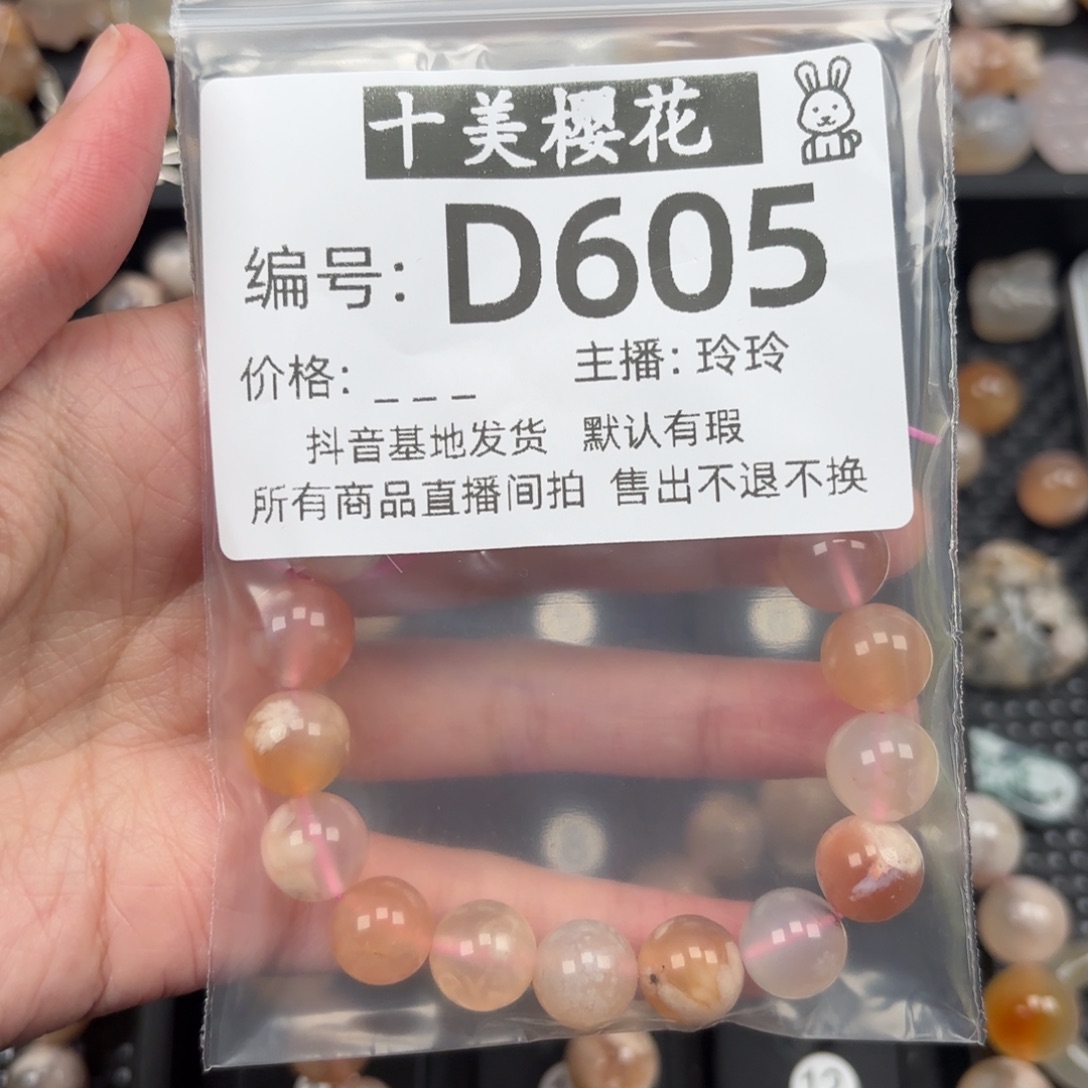 十美樱花
编号: D605
价格: _ _ _ 主播: 玲玲
抖音基地发货 默认有瑕
所有商品直播间拍 售出不退不换
12